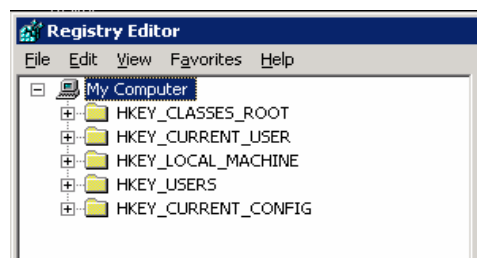 Registry Editor
File Edit View Favorites Help
My Computer
HKEY_CLASSES_ROOT
HKEY_CURRENT_USER
HKEY_LOCAL_MACHINE
HKEY_USERS
HKEY_CURRENT_CONFIG